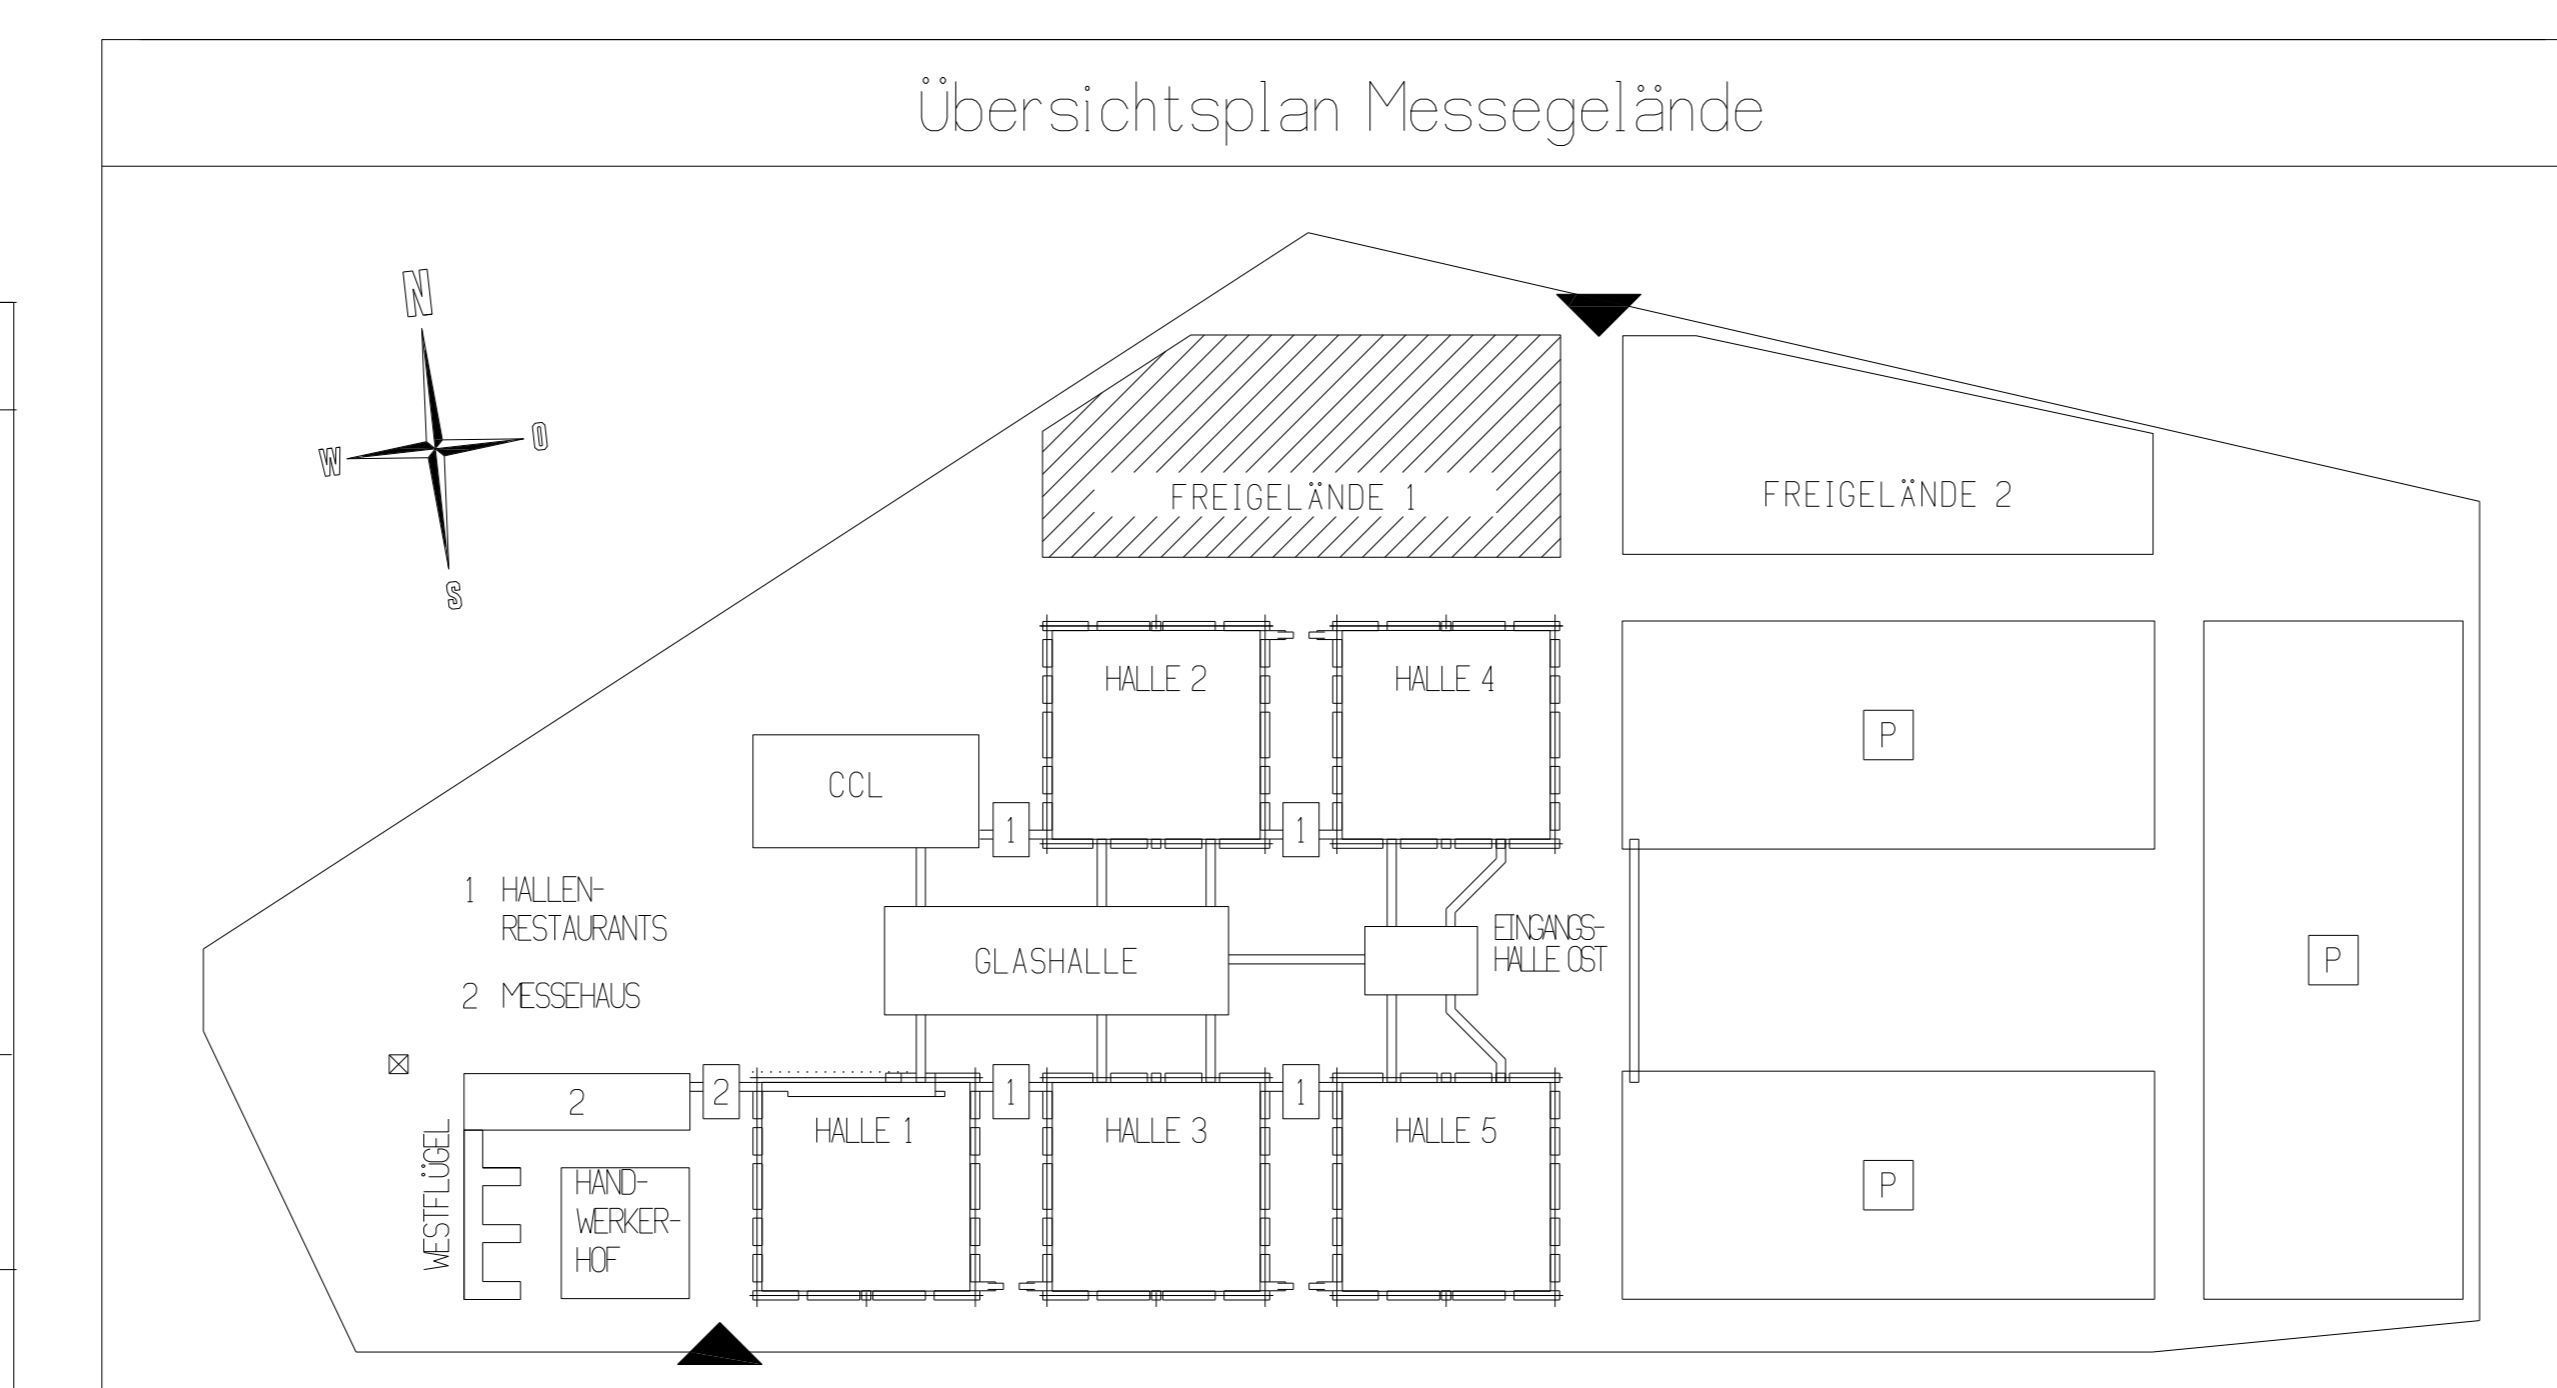 Übersichtsplan Messegelände
N
W
O
S
FREIGELÄNDE 1
FREIGELÄNDE 2
HALLE 2
HALLE 4
P
CCL
1
1
1 HALLEN-
RESTAURANTS
2 MESSEHAUS
GLASHALLE
EINGANGS-
HALLE OST
P
2
2
1
1
WESTFLÜGEL
HALLE 1
HALLE 3
HALLE 5
HAND-
WERKER-
HOF
P